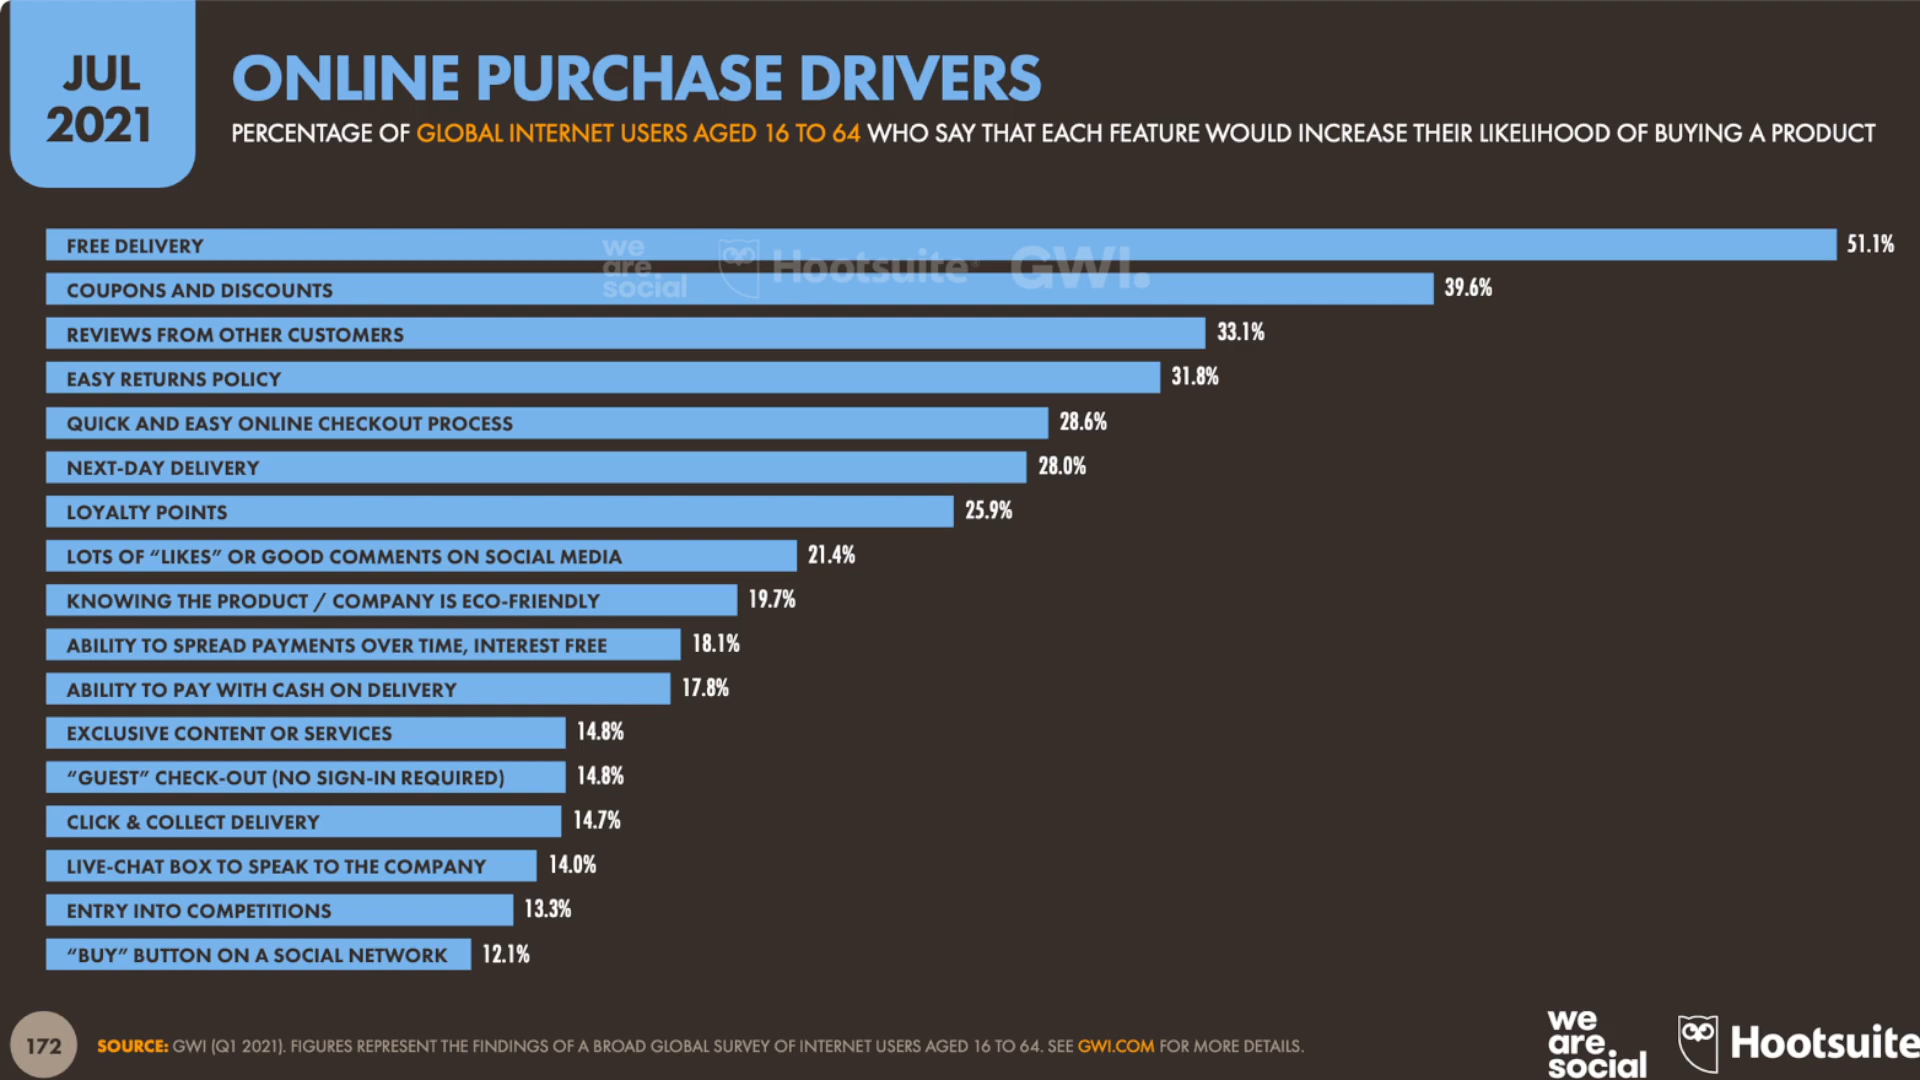 JUL
2021
ONLINE PURCHASE DRIVERS
PERCENTAGE OF GLOBAL INTERNET USERS AGED 16 TO 64 WHO SAY THAT EACH FEATURE WOULD INCREASE THEIR LIKELIHOOD OF BUYING A PRODUCT
FREE DELIVERY 51.1%
we
are.
social
Hootsuite®
GWI.
COUPONS AND DISCOUNTS 39.6%
REVIEWS FROM OTHER CUSTOMERS 33.1%
EASY RETURNS POLICY 31.8%
QUICK AND EASY ONLINE CHECKOUT PROCESS 28.6%
NEXT-DAY DELIVERY 28.0%
LOYALTY POINTS 25.9%
LOTS OF “LIKES” OR GOOD COMMENTS ON SOCIAL MEDIA 21.4%
KNOWING THE PRODUCT / COMPANY IS ECO-FRIENDLY 19.7%
ABILITY TO SPREAD PAYMENTS OVER TIME, INTEREST FREE 18.1%
ABILITY TO PAY WITH CASH ON DELIVERY 17.8%
EXCLUSIVE CONTENT OR SERVICES 14.8%
“GUEST” CHECK-OUT (NO SIGN-IN REQUIRED) 14.8%
CLICK & COLLECT DELIVERY 14.7%
LIVE-CHAT BOX TO SPEAK TO THE COMPANY 14.0%
ENTRY INTO COMPETITIONS 13.3%
“BUY” BUTTON ON A SOCIAL NETWORK 12.1%
172
SOURCE: GWI (Q1 2021). FIGURES REPRESENT THE FINDINGS OF A BROAD GLOBAL SURVEY OF INTERNET USERS AGED 16 TO 64. SEE GWI.COM FOR MORE DETAILS.
we
are.
social
Hootsuite